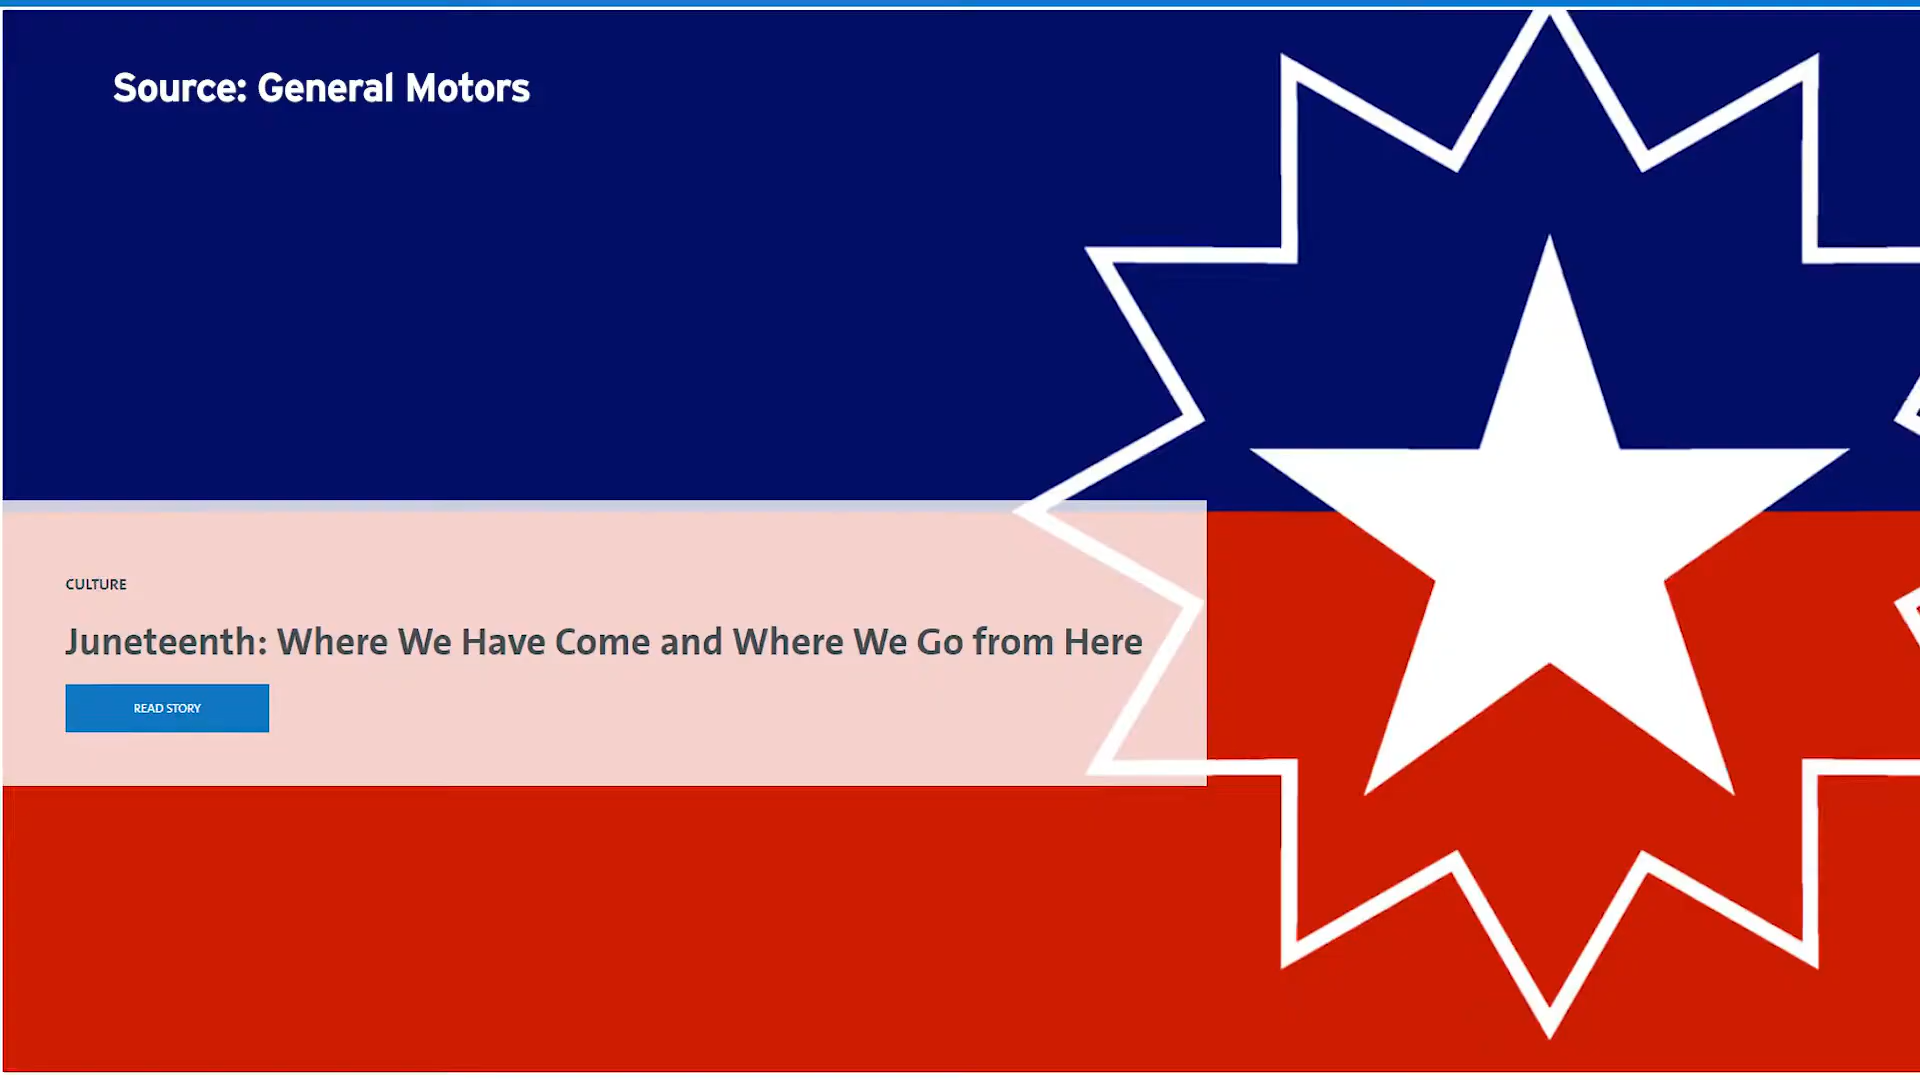 Source: General Motors
CULTURE
Juneteenth: Where We Have Come and Where We Go from Here
READ STORY